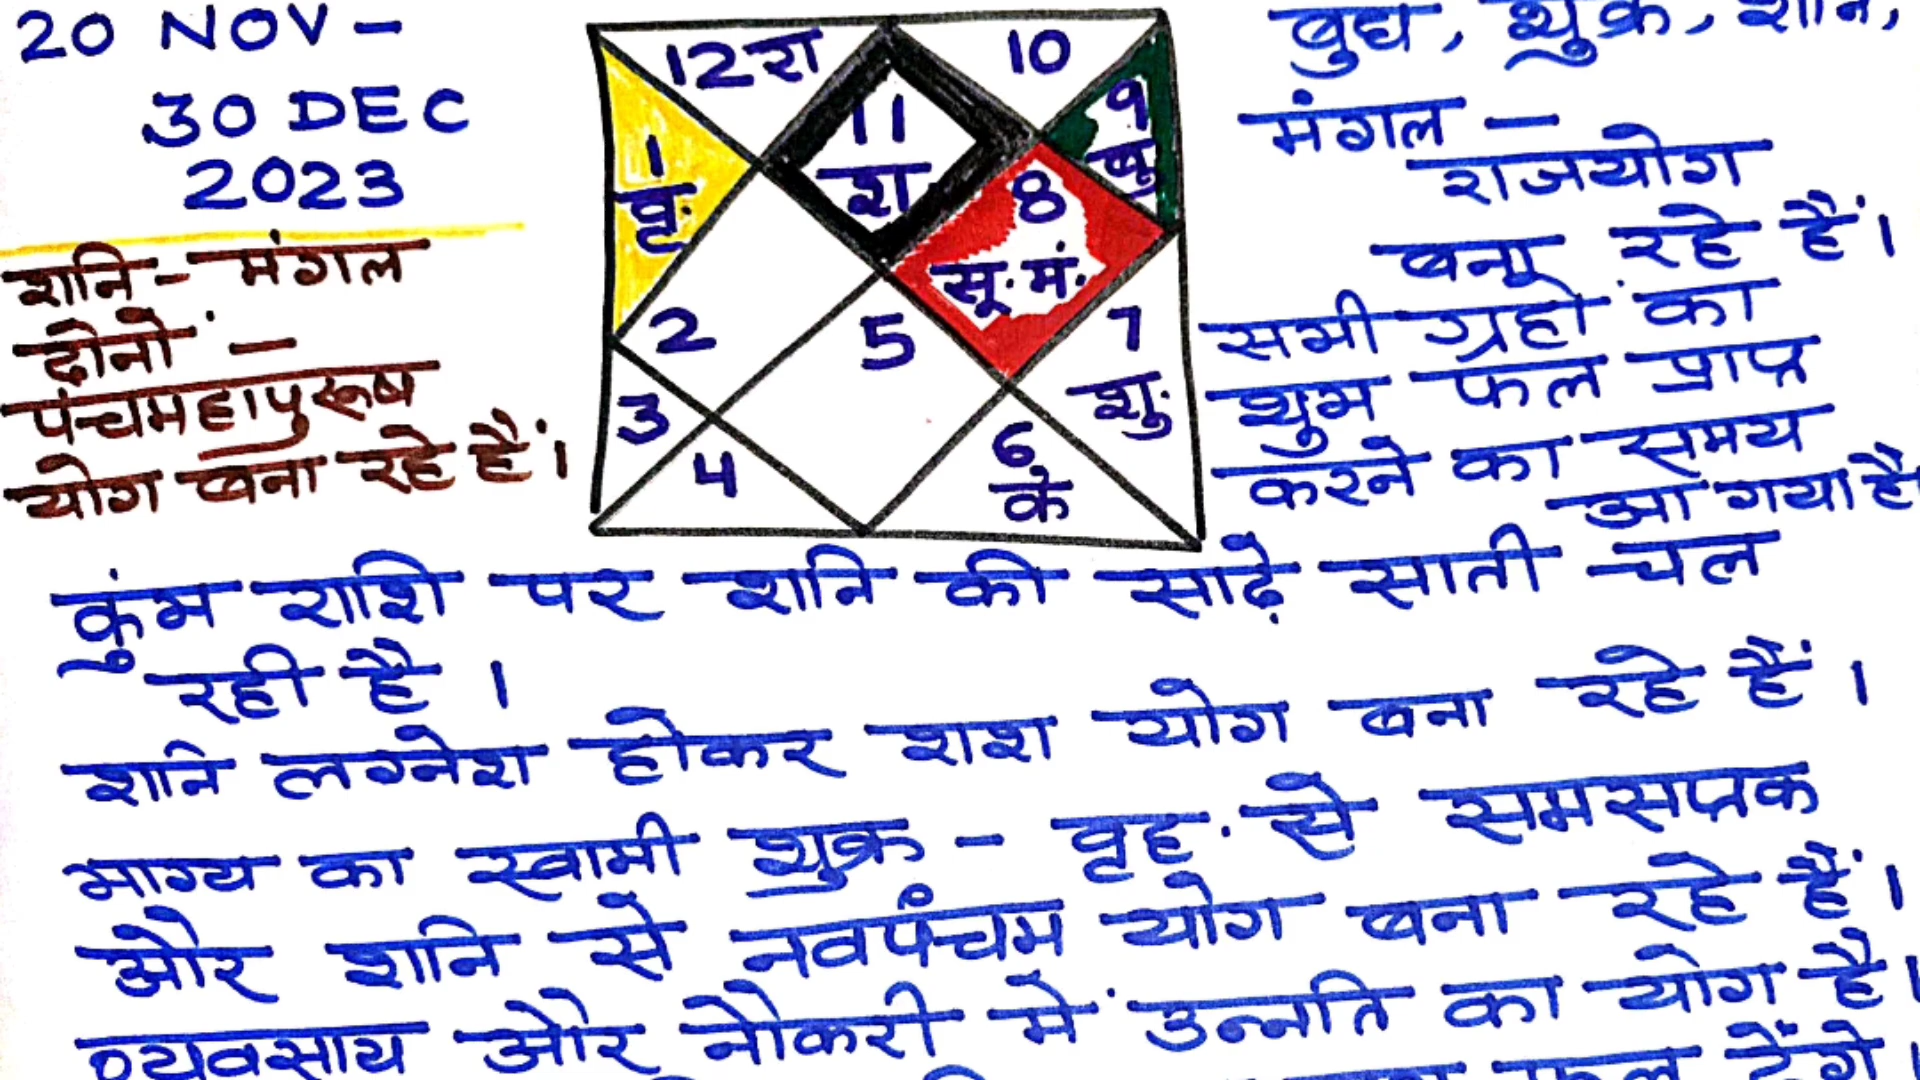 20 NOV -
30 DEC
2023
शनि - मंगल
दोनों -
पंचमहापुरूष
योग बना रहे हैं।
12 रा
10
11
श.
9
बु
1
वृ.
8
सू. मं.
2
5
7
शु.
3
4
6
के
बुध, शुक्र, शनि,
मंगल -
राजयोग
बना रहे हैं।
सभी ग्रहों का
शुभ फल प्राप्त
करने का समय
आ गया है
कुंभ राशि पर शनि की साढ़े साती चल
रही है।
शनि लग्नेश होकर शश योग बना रहे हैं।
भाग्य का स्वामी शुक्र - वृह. से समसप्तक
और शनि से नवपंचम योग बना रहे हैं।
व्यवसाय और नौकरी में उन्नति का योग है।
फल देंगे।